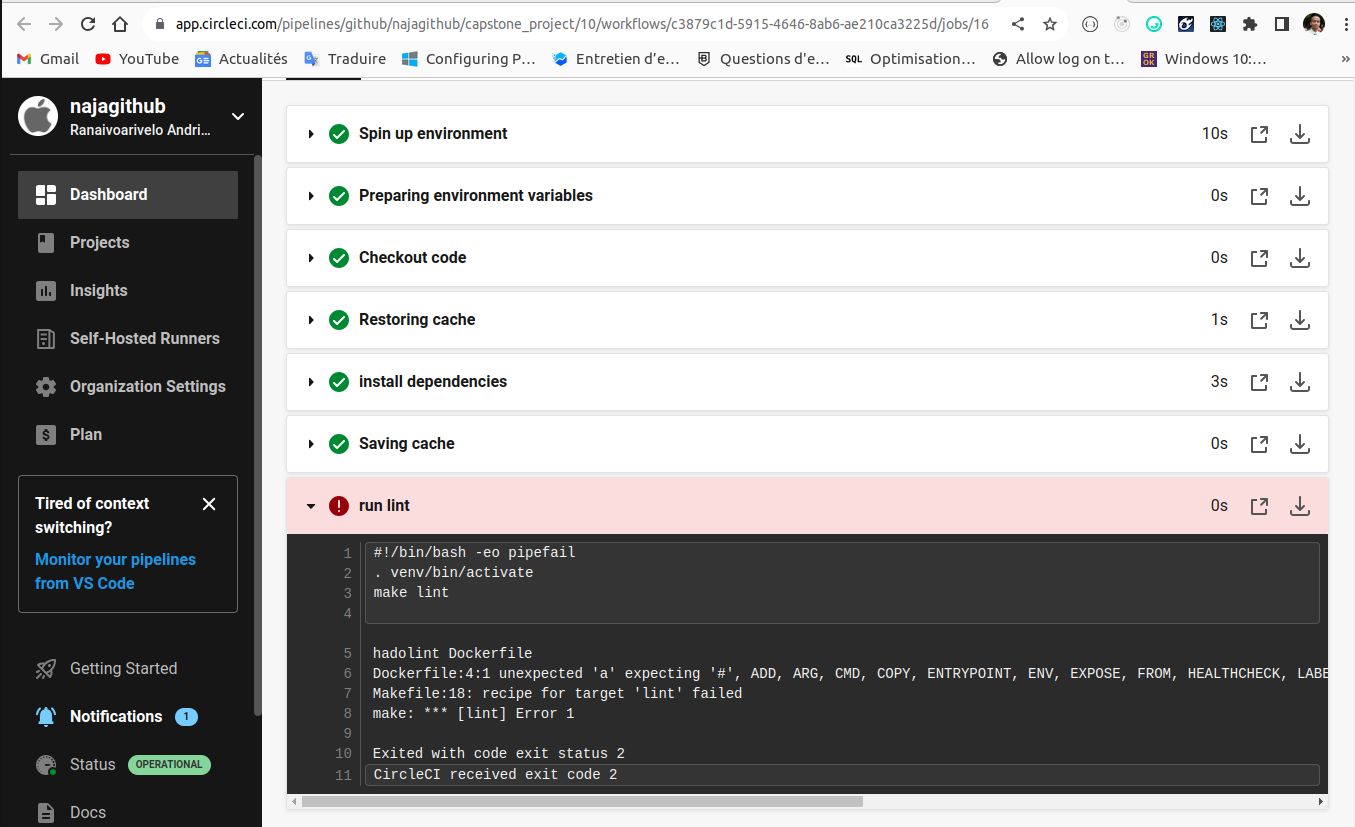 app.circleci.com/pipelines/github/najagithub/capstone_project/10/workflows/c3879c1d-5915-4646-8ab6-ae210ca3225d/jobs/16
Gmail YouTube Actualités Traduire Configuring P… Entretien d'e… Questions d'e… SQL Optimisation… Allow log on t… GROK Windows 10:… »
najagithub
Ranaivoarivelo Andri...
Dashboard
Projects
Insights
Self-Hosted Runners
Organization Settings
Plan
Tired of context
switching?
Monitor your pipelines
from VS Code
Getting Started
Notifications 1
Status OPERATIONAL
Docs
Spin up environment 10s
Preparing environment variables 0s
Checkout code 0s
Restoring cache 1s
install dependencies 3s
Saving cache 0s
run lint 0s
1 #!/bin/bash -eo pipefail
2 . venv/bin/activate
3 make lint
4
5 hadolint Dockerfile
6 Dockerfile:4:1 unexpected 'a' expecting '#', ADD, ARG, CMD, COPY, ENTRYPOINT, ENV, EXPOSE, FROM, HEALTHCHECK, LABE
7 Makefile:18: recipe for target 'lint' failed
8 make: *** [lint] Error 1
9
10 Exited with code exit status 2
11 CircleCI received exit code 2